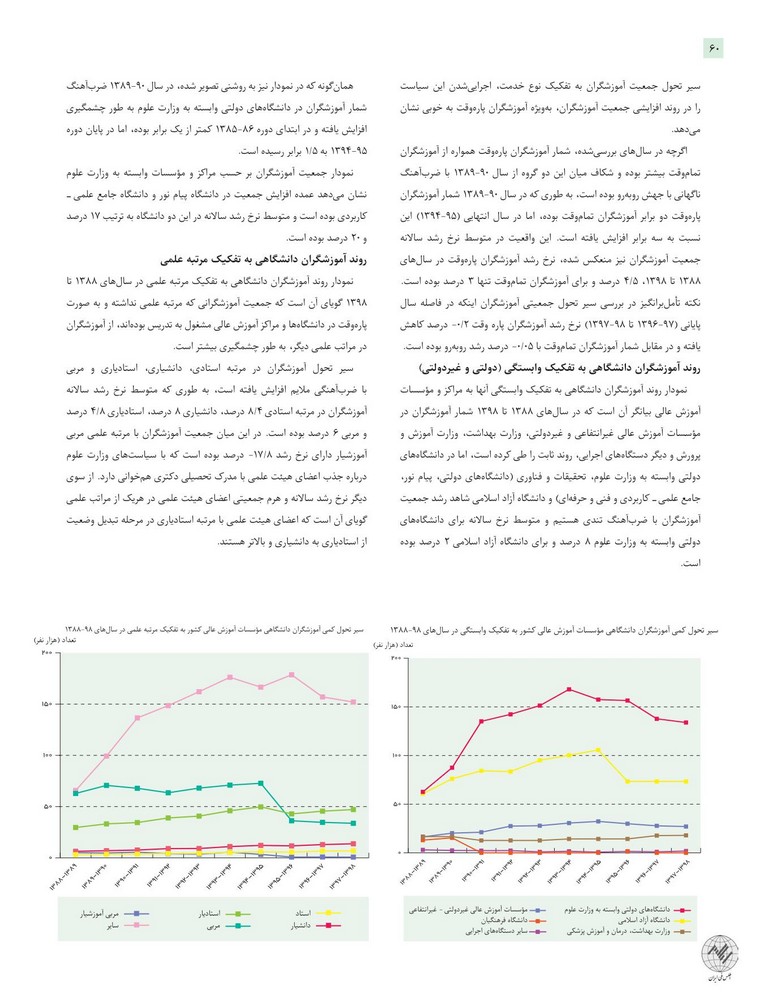 ۶۰
سیر تحول جمعیت آموزشگران به تفکیک نوع خدمت، اجرایی‌شدن این سیاست
را در روند افزایشی جمعیت آموزشگران، به‌ویژه آموزشگران پاره‌وقت به خوبی نشان
می‌دهد.
اگرچه در سال‌های بررسی‌شده، شمار آموزشگران پاره‌وقت همواره از آموزشگران
تمام‌وقت بیشتر بوده و شکاف میان این دو گروه از سال ۹۰-۱۳۸۹ با ضرب‌آهنگ
ناگهانی با جهش روبه‌رو بوده است، به طوری که در سال ۹۰-۱۳۸۹ شمار آموزشگران
پاره‌وقت دو برابر آموزشگران تمام‌وقت بوده، اما در سال انتهایی (۹۵-۱۳۹۴) این
نسبت به سه برابر افزایش یافته است. این واقعیت در متوسط نرخ رشد سالانه
جمعیت آموزشگران نیز منعکس شده، نرخ رشد آموزشگران پاره‌وقت در سال‌های
۱۳۸۸ تا ۱۳۹۸، ۴/۵ درصد و برای آموزشگران تمام‌وقت تنها ۳ درصد بوده است.
نکته تأمل‌برانگیز در بررسی سیر تحول جمعیتی آموزشگران اینکه در فاصله سال
پایانی (۹۷-۱۳۹۶ تا ۹۸-۱۳۹۷) نرخ رشد آموزشگران پاره وقت ۰/۲- درصد کاهش
یافته و در مقابل شمار آموزشگران تمام‌وقت با ۰/۰۵- درصد رشد روبه‌رو بوده است.
روند آموزشگران دانشگاهی به تفکیک وابستگی (دولتی و غیردولتی)
نمودار روند آموزشگران دانشگاهی به تفکیک وابستگی آنها به مراکز و مؤسسات
آموزش عالی بیانگر آن است که در سال‌های ۱۳۸۸ تا ۱۳۹۸ شمار آموزشگران در
مؤسسات آموزش عالی غیرانتفاعی و غیردولتی، وزارت بهداشت، وزارت آموزش و
پرورش و دیگر دستگاه‌های اجرایی، روند ثابت را طی کرده است، اما در دانشگاه‌های
دولتی وابسته به وزارت علوم، تحقیقات و فناوری (دانشگاه‌های دولتی، پیام نور،
جامع علمی ـ کاربردی و فنی و حرفه‌ای) و دانشگاه آزاد اسلامی شاهد رشد جمعیت
آموزشگران با ضرب‌آهنگ تندی هستیم و متوسط نرخ سالانه برای دانشگاه‌های
دولتی وابسته به وزارت علوم ۸ درصد و برای دانشگاه آزاد اسلامی ۲ درصد بوده
است.
همان‌گونه که در نمودار نیز به روشنی تصویر شده، در سال ۹۰-۱۳۸۹ ضرب‌آهنگ
شمار آموزشگران در دانشگاه‌های دولتی وابسته به وزارت علوم به طور چشمگیری
افزایش یافته و در ابتدای دوره ۸۶-۱۳۸۵ کمتر از یک برابر بوده، اما در پایان دوره
۹۵-۱۳۹۴ به ۱/۵ برابر رسیده است.
نمودار جمعیت آموزشگران بر حسب مراکز و مؤسسات وابسته به وزارت علوم
نشان می‌دهد عمده افزایش جمعیت در دانشگاه پیام نور و دانشگاه جامع علمی ـ
کاربردی بوده است و متوسط نرخ رشد سالانه در این دو دانشگاه به ترتیب ۱۷ درصد
و ۲۰ درصد بوده است.
روند آموزشگران دانشگاهی به تفکیک مرتبه علمی
نمودار روند آموزشگران دانشگاهی به تفکیک مرتبه علمی در سال‌های ۱۳۸۸ تا
۱۳۹۸ گویای آن است که جمعیت آموزشگرانی که مرتبه علمی نداشته و به صورت
پاره‌وقت در دانشگاه‌ها و مراکز آموزش عالی مشغول به تدریس بوده‌اند، از آموزشگران
در مراتب علمی دیگر، به طور چشمگیری بیشتر است.
سیر تحول آموزشگران در مرتبه استادی، دانشیاری، استادیاری و مربی
با ضرب‌آهنگی ملایم افزایش یافته است، به طوری که متوسط نرخ رشد سالانه
آموزشگران در مرتبه استادی ۸/۴ درصد، دانشیاری ۸ درصد، استادیاری ۴/۸ درصد
و مربی ۶ درصد بوده است. در این میان جمعیت آموزشگران با مرتبه علمی مربی
آموزشیار دارای نرخ رشد ۱۷/۸- درصد بوده است که با سیاست‌های وزارت علوم
درباره جذب اعضای هیئت علمی با مدرک تحصیلی دکتری هم‌خوانی دارد. از سوی
دیگر نرخ رشد سالانه و هرم جمعیتی اعضای هیئت علمی در هریک از مراتب علمی
گویای آن است که اعضای هیئت علمی با مرتبه استادیاری در مرحله تبدیل وضعیت
از استادیاری به دانشیاری و بالاتر هستند.
سیر تحول کمی آموزشگران دانشگاهی مؤسسات آموزش عالی کشور به تفکیک وابستگی در سال‌های ۹۸-۱۳۸۸
تعداد (هزار نفر)
۲۰۰
۱۵۰
۱۰۰
۵۰
۰
۱۳۸۸-۱۳۸۹
۱۳۸۹-۱۳۹۰
۱۳۹۰-۱۳۹۱
۱۳۹۱-۱۳۹۲
۱۳۹۲-۱۳۹۳
۱۳۹۳-۱۳۹۴
۱۳۹۴-۱۳۹۵
۱۳۹۵-۱۳۹۶
۱۳۹۶-۱۳۹۷
۱۳۹۷-۱۳۹۸
دانشگاه‌های دولتی وابسته به وزارت علوم
مؤسسات آموزش عالی غیردولتی - غیرانتفاعی
دانشگاه آزاد اسلامی
دانشگاه فرهنگیان
وزارت بهداشت، درمان و آموزش پزشکی
سایر دستگاه‌های اجرایی
سیر تحول کمی آموزشگران دانشگاهی مؤسسات آموزش عالی کشور به تفکیک مرتبه علمی در سال‌های ۹۸-۱۳۸۸
تعداد (هزار نفر)
۲۰۰
۱۵۰
۱۰۰
۵۰
۰
۱۳۸۸-۱۳۸۹
۱۳۸۹-۱۳۹۰
۱۳۹۰-۱۳۹۱
۱۳۹۱-۱۳۹۲
۱۳۹۲-۱۳۹۳
۱۳۹۳-۱۳۹۴
۱۳۹۴-۱۳۹۵
۱۳۹۵-۱۳۹۶
۱۳۹۶-۱۳۹۷
۱۳۹۷-۱۳۹۸
استاد
استادیار
مربی آموزشیار
دانشیار
مربی
سایر